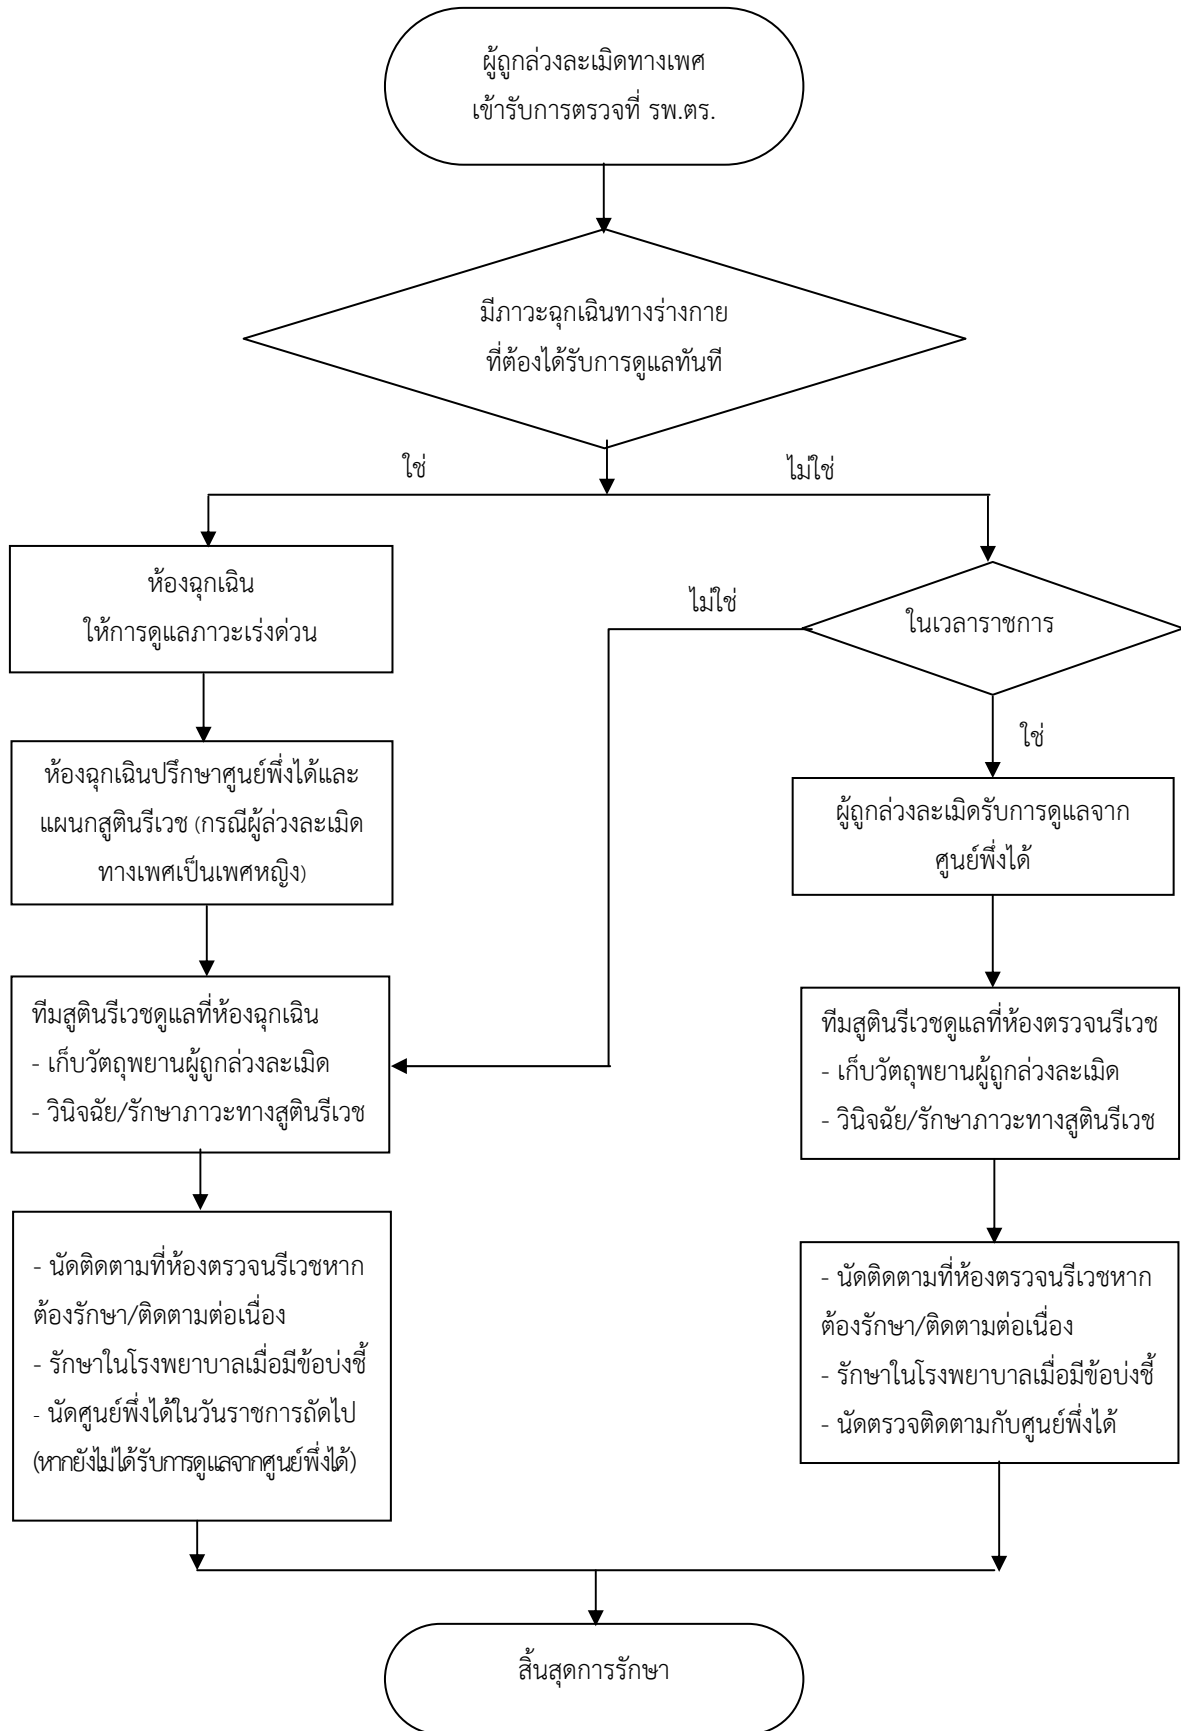 ผู้ถูกล่วงละเมิดทางเพศ
เข้ารับการตรวจที่ รพ.ตร.
มีภาวะฉุกเฉินทางร่างกาย
ที่ต้องได้รับการดูแลทันที
ใช่
ไม่ใช่
ห้องฉุกเฉิน
ให้การดูแลภาวะเร่งด่วน
ไม่ใช่
ในเวลาราชการ
ใช่
ห้องฉุกเฉินปรึกษาศูนย์พึ่งได้และ
แผนกสูตินรีเวช (กรณีผู้ล่วงละเมิด
ทางเพศเป็นเพศหญิง)
ผู้ถูกล่วงละเมิดรับการดูแลจาก
ศูนย์พึ่งได้
ทีมสูตินรีเวชดูแลที่ห้องฉุกเฉิน
- เก็บวัตถุพยานผู้ถูกล่วงละเมิด
- วินิจฉัย/รักษาภาวะทางสูตินรีเวช
ทีมสูตินรีเวชดูแลที่ห้องตรวจนรีเวช
- เก็บวัตถุพยานผู้ถูกล่วงละเมิด
- วินิจฉัย/รักษาภาวะทางสูตินรีเวช
- นัดติดตามที่ห้องตรวจนรีเวชหาก
ต้องรักษา/ติดตามต่อเนื่อง
- รักษาในโรงพยาบาลเมื่อมีข้อบ่งชี้
- นัดศูนย์พึ่งได้ในวันราชการถัดไป
(หากยังไม่ได้รับการดูแลจากศูนย์พึ่งได้)
- นัดติดตามที่ห้องตรวจนรีเวชหาก
ต้องรักษา/ติดตามต่อเนื่อง
- รักษาในโรงพยาบาลเมื่อมีข้อบ่งชี้
- นัดตรวจติดตามกับศูนย์พึ่งได้
สิ้นสุดการรักษา